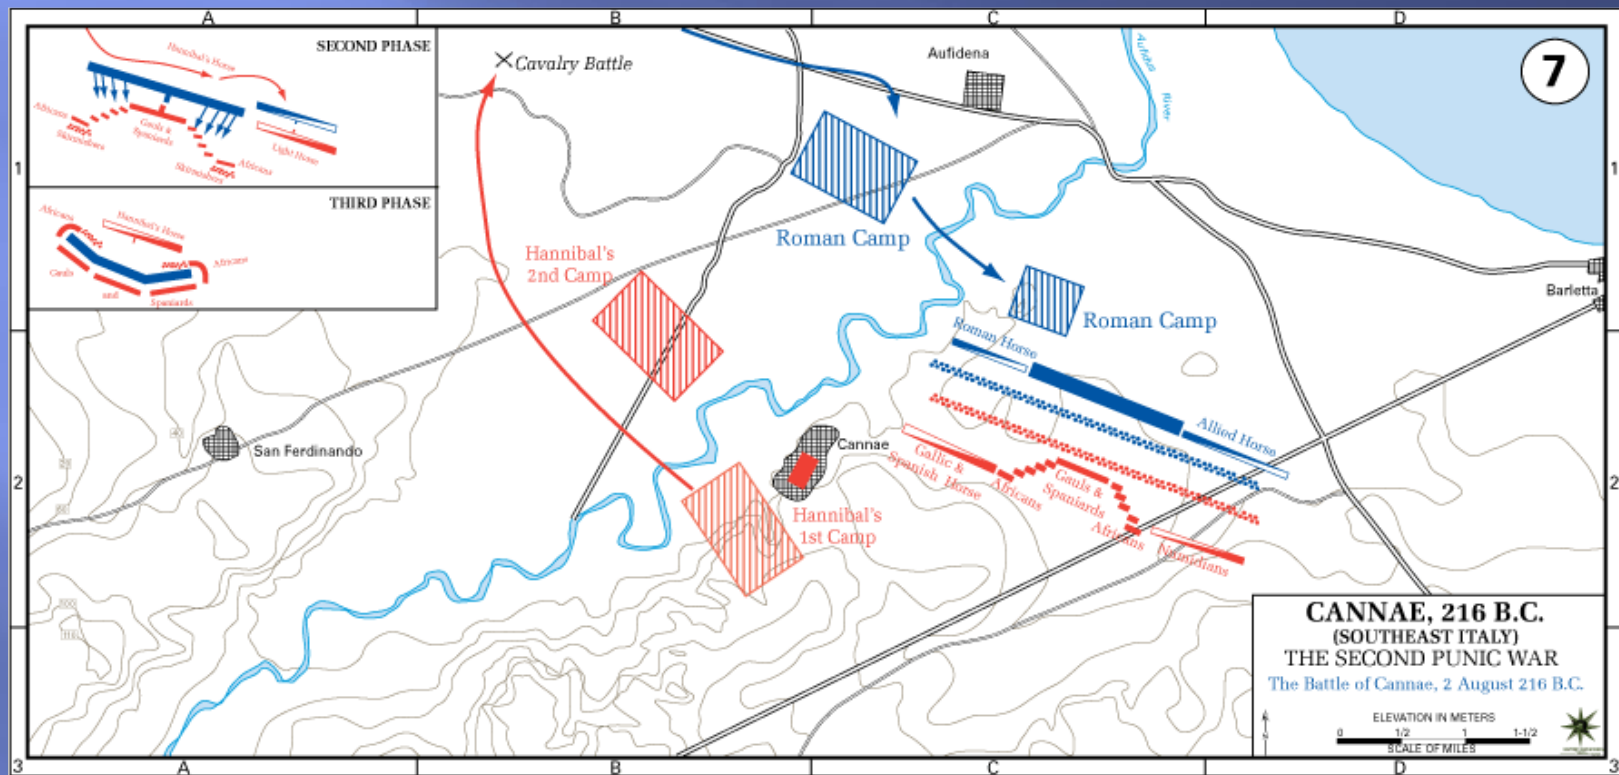 A
B
C
D
SECOND PHASE
Hannibal's Horse
Africans
Skirmishers
Gauls &
Spaniards
Skirmishers
Africans
Light Horse
THIRD PHASE
Africans
Hannibal's Horse
Africans
Gauls
and
Spaniards
Cavalry Battle
Aufidena
Aufidus
River
7
1
1
Roman Camp
Hannibal's
2nd Camp
Roman Camp
Barletta
Roman Horse
Allied Horse
San Ferdinando
Cannae
Gallic &
Spanish Horse
Africans
Gauls &
Spaniards
Africans
Numidians
2
2
Hannibal's
1st Camp
CANNAE, 216 B.C.
(SOUTHEAST ITALY)
THE SECOND PUNIC WAR
The Battle of Cannae, 2 August 216 B.C.
ELEVATION IN METERS
0 1/2 1 1-1/2
SCALE OF MILES
3
A
B
C
D
3